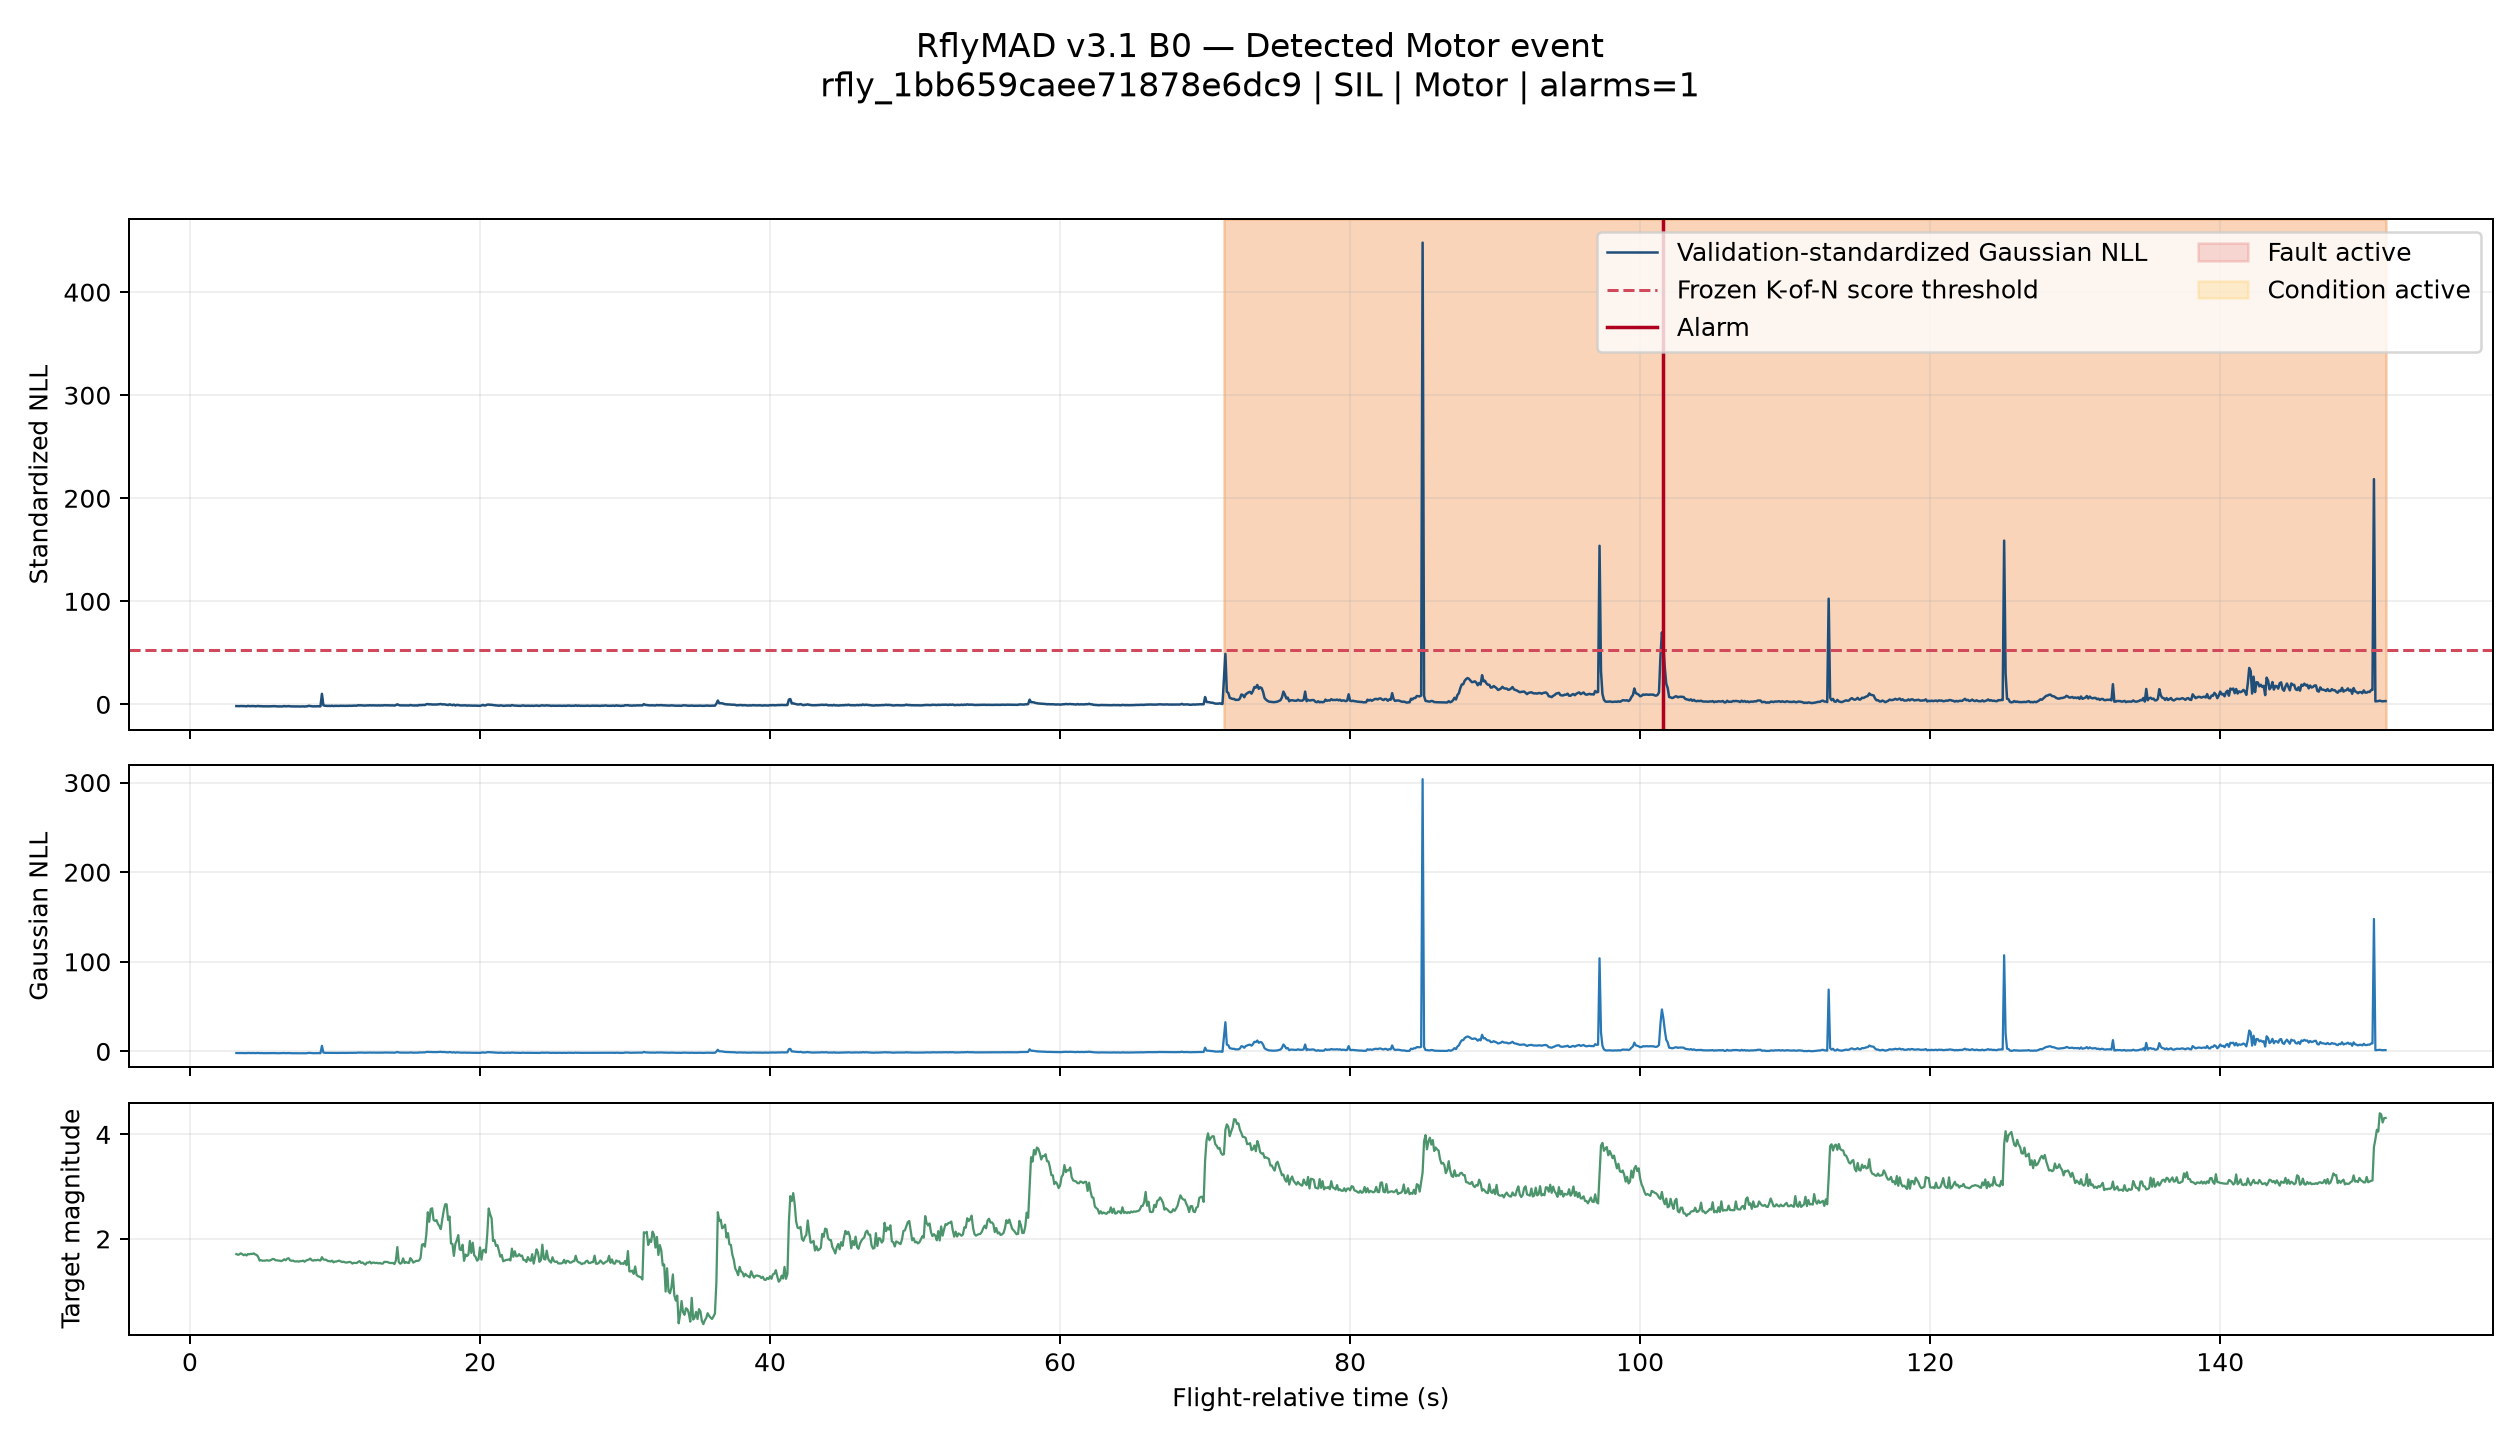 RflyMAD v3.1 B0 — Detected Motor event
rfly_1bb659caee71878e6dc9 | SIL | Motor | alarms=1
Standardized NLL
400
300
200
100
0
Validation-standardized Gaussian NLL
Frozen K-of-N score threshold
Alarm
Fault active
Condition active
Gaussian NLL
300
200
100
0
Target magnitude
4
2
0 20 40 60 80 100 120 140
Flight-relative time (s)